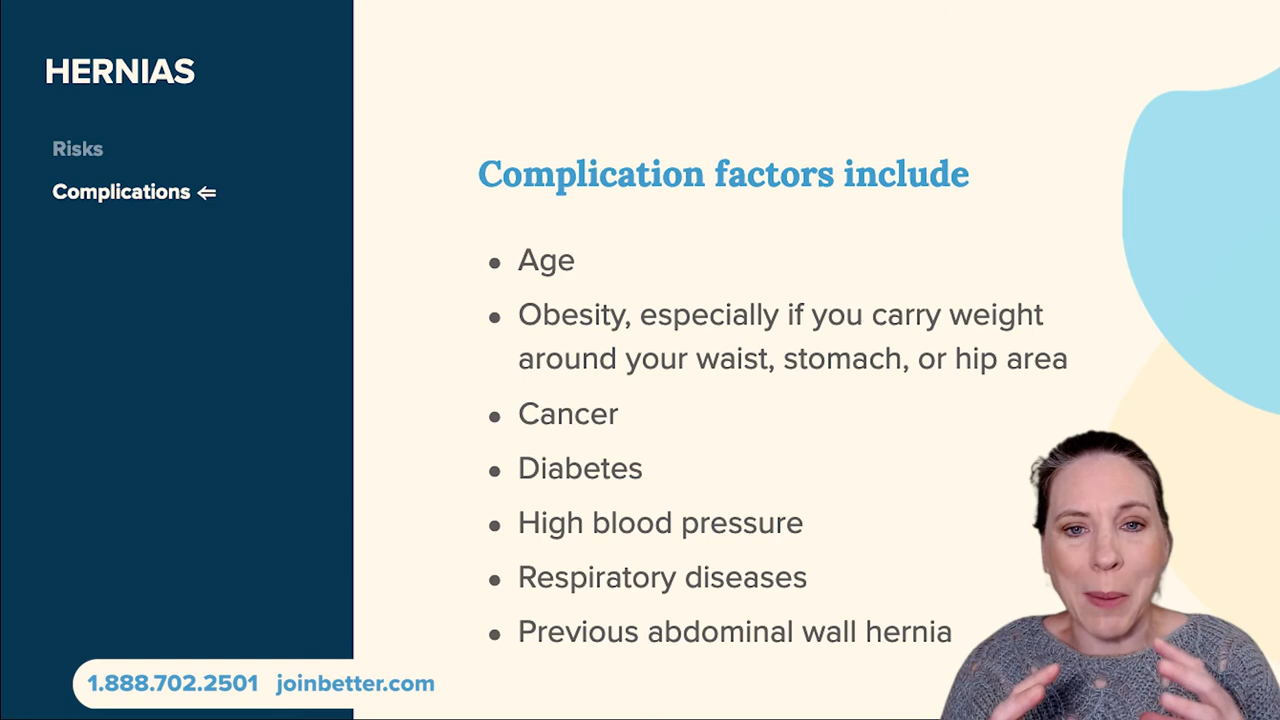 HERNIAS
Risks
Complications ⇐
Complication factors include
• Age
• Obesity, especially if you carry weight
around your waist, stomach, or hip area
• Cancer
• Diabetes
• High blood pressure
• Respiratory diseases
• Previous abdominal wall hernia
1.888.702.2501 joinbetter.com